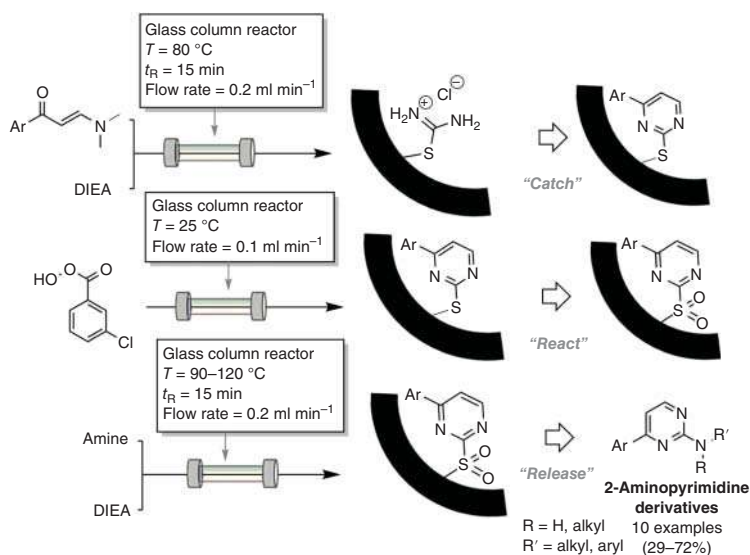 Glass column reactor
T = 80 °C
tR = 15 min
Flow rate = 0.2 ml min−1
O
Ar
N
DIEA
Cl−
H2N+
NH2
S
"Catch"
Ar
N
N
S
Glass column reactor
T = 25 °C
Flow rate = 0.1 ml min−1
HO
O
O
Cl
Ar
N
N
S
"React"
Ar
N
N
S
O
O
Glass column reactor
T = 90–120 °C
tR = 15 min
Flow rate = 0.2 ml min−1
Amine
DIEA
Ar
N
N
S
O
O
"Release"
Ar
N
N
N
R′
R
2-Aminopyrimidine
derivatives
R = H, alkyl
10 examples
R′ = alkyl, aryl
(29–72%)